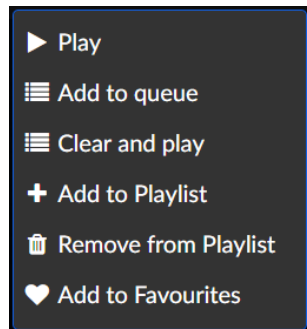 Play
Add to queue
Clear and play
Add to Playlist
Remove from Playlist
Add to Favourites